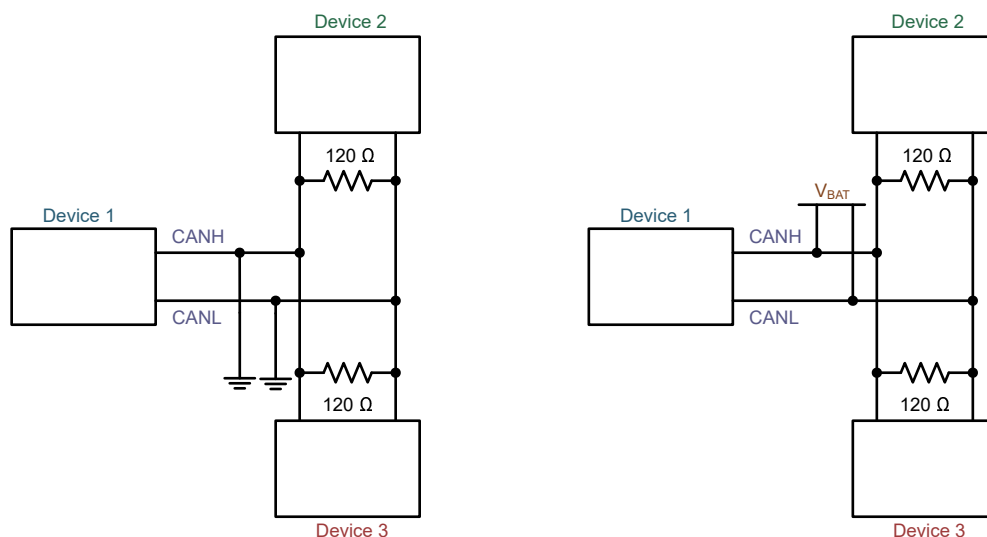 Device 2
120 Ω
Device 1
CANH
CANL
120 Ω
Device 3
Device 2
120 Ω
VBAT
Device 1
CANH
CANL
120 Ω
Device 3